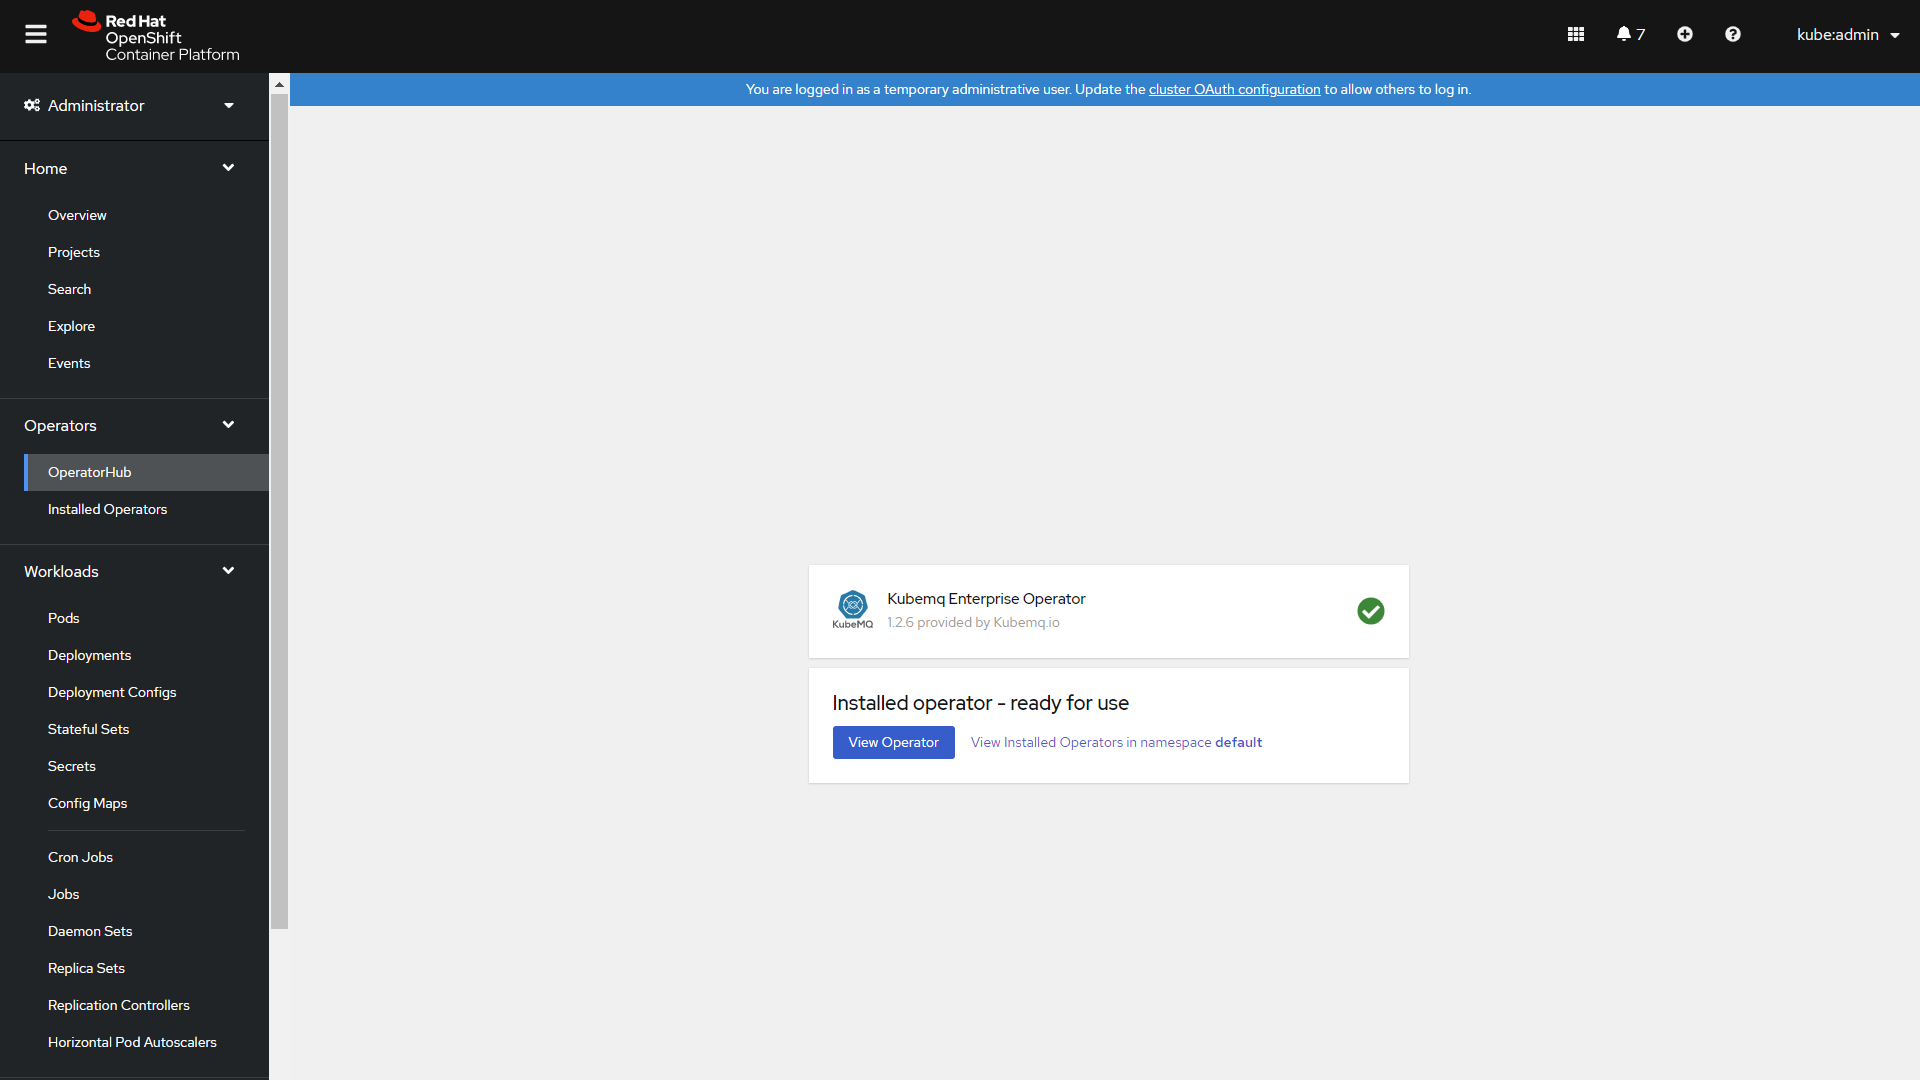 Red Hat
OpenShift
Container Platform
7
kube:admin
You are logged in as a temporary administrative user. Update the cluster OAuth configuration to allow others to log in.
Administrator
Home
Overview
Projects
Search
Explore
Events
Operators
OperatorHub
Installed Operators
Workloads
Pods
Deployments
Deployment Configs
Stateful Sets
Secrets
Config Maps
Cron Jobs
Jobs
Daemon Sets
Replica Sets
Replication Controllers
Horizontal Pod Autoscalers
KubeMQ
Kubemq Enterprise Operator
1.2.6 provided by Kubemq.io
Installed operator - ready for use
View Operator
View Installed Operators in namespace default